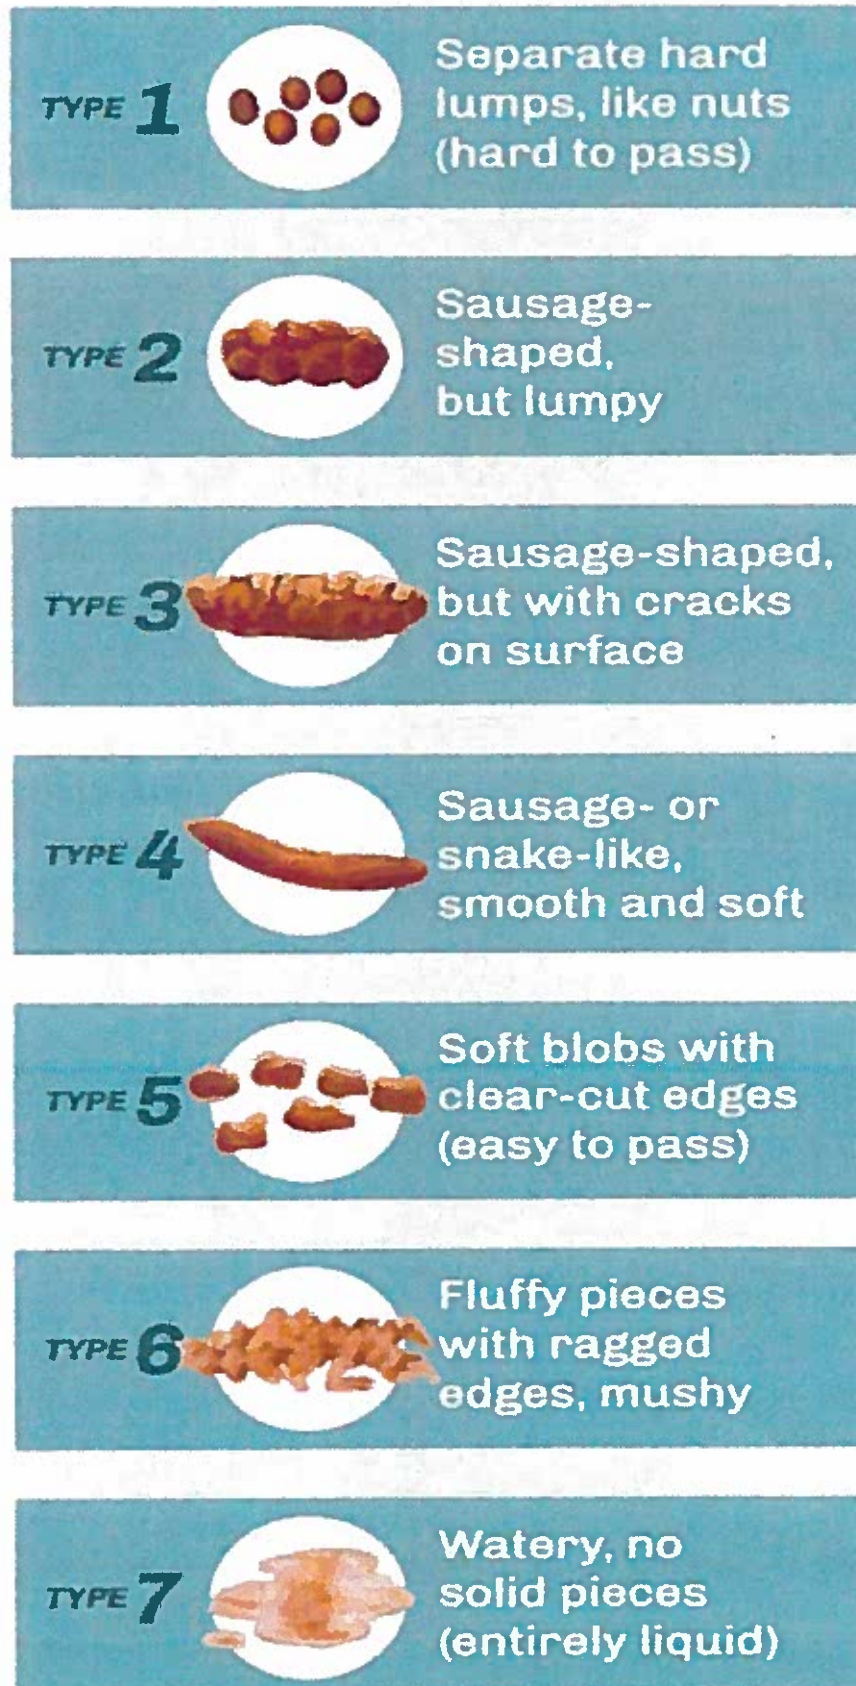 TYPE 1
Separate hard
lumps, like nuts
(hard to pass)
TYPE 2
Sausage-
shaped,
but lumpy
TYPE 3
Sausage-shaped,
but with cracks
on surface
TYPE 4
Sausage- or
snake-like,
smooth and soft
TYPE 5
Soft blobs with
clear-cut edges
(easy to pass)
TYPE 6
Fluffy pieces
with ragged
edges, mushy
TYPE 7
Watery, no
solid pieces
(entirely liquid)